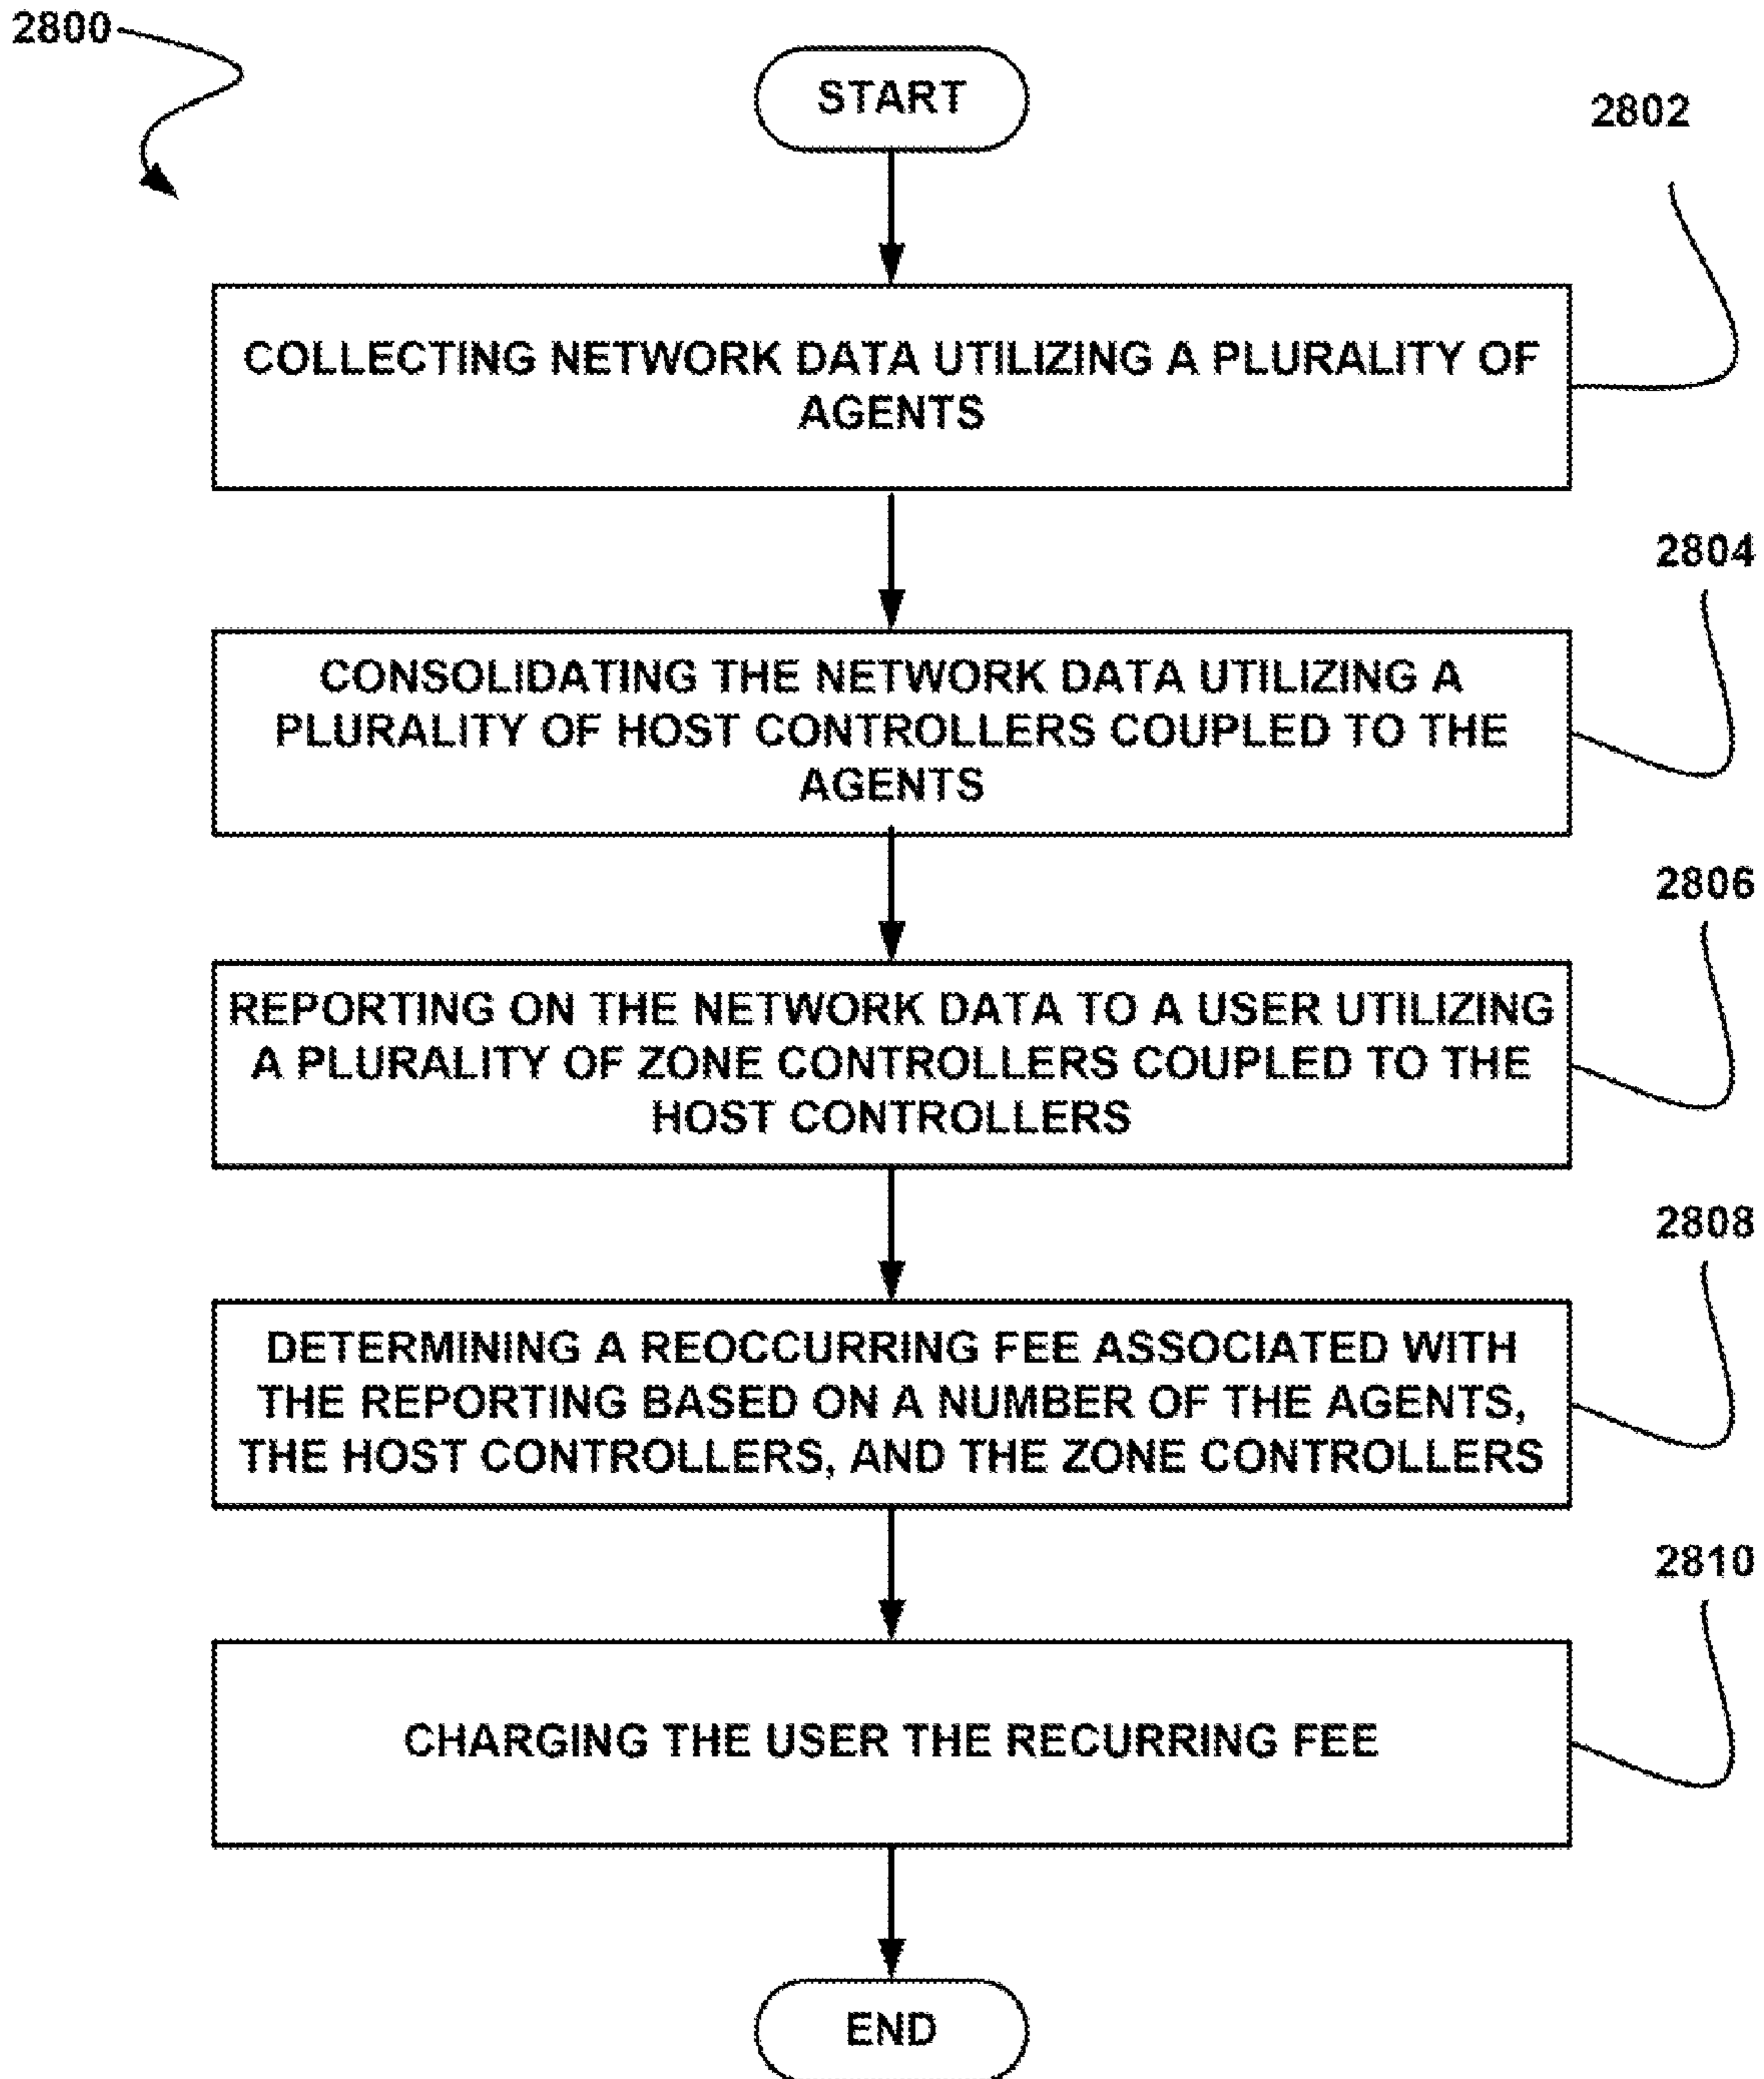 2800
START
2802
COLLECTING NETWORK DATA UTILIZING A PLURALITY OF
AGENTS
2804
CONSOLIDATING THE NETWORK DATA UTILIZING A
PLURALITY OF HOST CONTROLLERS COUPLED TO THE
AGENTS
2806
REPORTING ON THE NETWORK DATA TO A USER UTILIZING
A PLURALITY OF ZONE CONTROLLERS COUPLED TO THE
HOST CONTROLLERS
2808
DETERMINING A REOCCURRING FEE ASSOCIATED WITH
THE REPORTING BASED ON A NUMBER OF THE AGENTS,
THE HOST CONTROLLERS, AND THE ZONE CONTROLLERS
2810
CHARGING THE USER THE RECURRING FEE
END